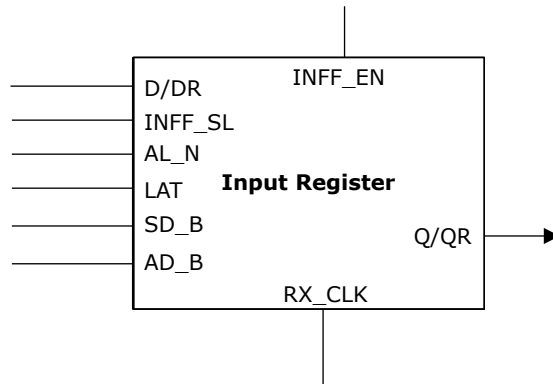 INFF_EN
D/DR
INFF_SL
AL_N
LAT
Input Register
SD_B
Q/QR
AD_B
RX_CLK